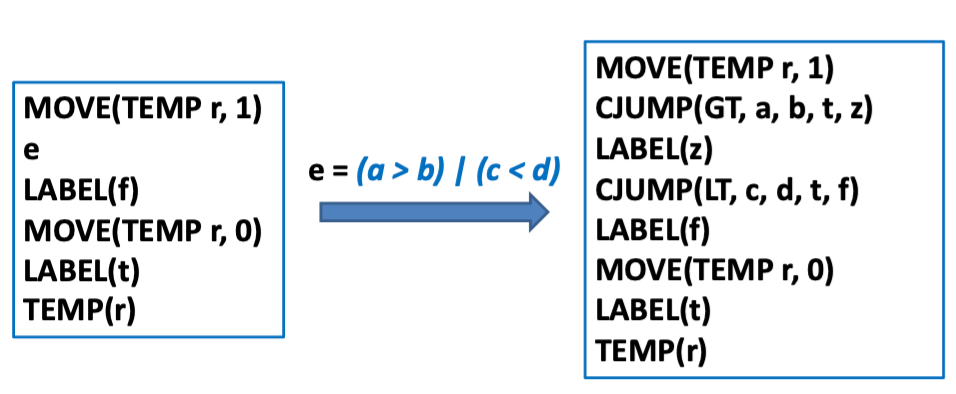 MOVE(TEMP r, 1)
e
LABEL(f)
MOVE(TEMP r, 0)
LABEL(t)
TEMP(r)
e = (a > b) | (c < d)
MOVE(TEMP r, 1)
CJUMP(GT, a, b, t, z)
LABEL(z)
CJUMP(LT, c, d, t, f)
LABEL(f)
MOVE(TEMP r, 0)
LABEL(t)
TEMP(r)